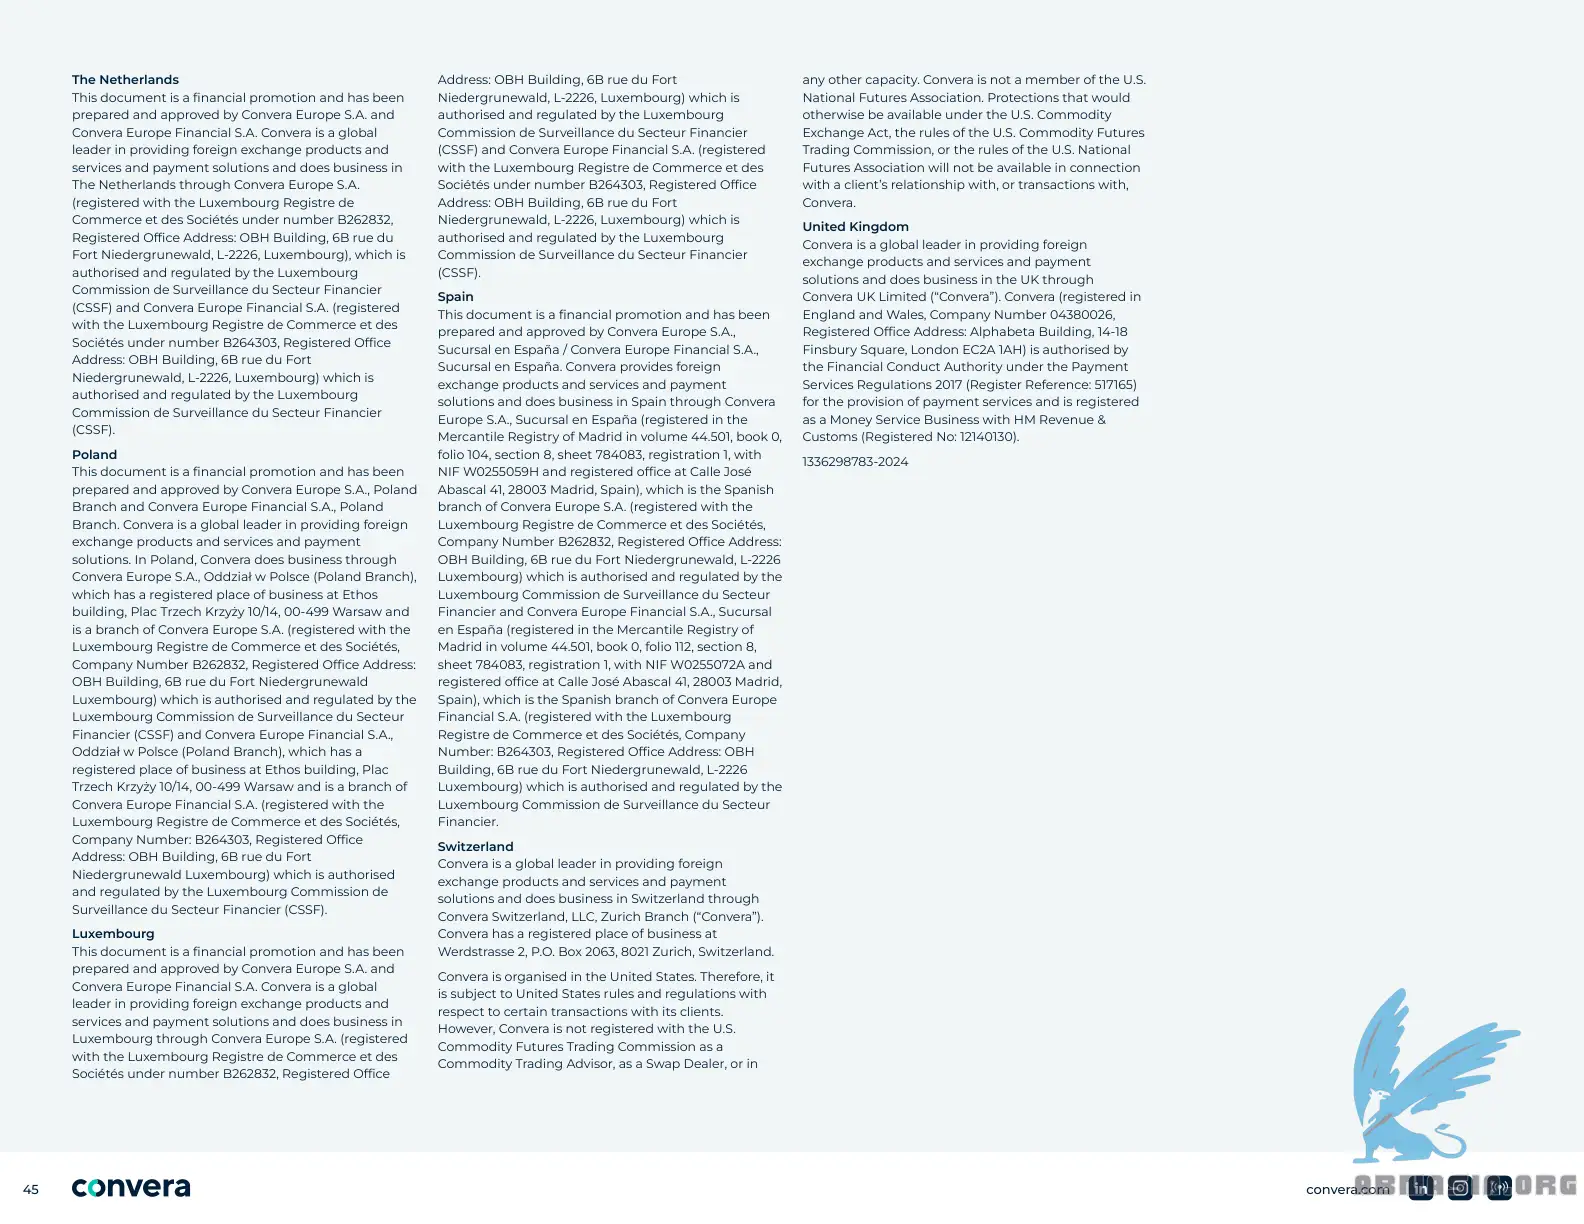 The Netherlands
This document is a financial promotion and has been
prepared and approved by Convera Europe S.A. and
Convera Europe Financial S.A. Convera is a global
leader in providing foreign exchange products and
services and payment solutions and does business in
The Netherlands through Convera Europe S.A.
(registered with the Luxembourg Registre de
Commerce et des Sociétés under number B262832,
Registered Office Address: OBH Building, 6B rue du
Fort Niedergrunewald, L-2226, Luxembourg), which is
authorised and regulated by the Luxembourg
Commission de Surveillance du Secteur Financier
(CSSF) and Convera Europe Financial S.A. (registered
with the Luxembourg Registre de Commerce et des
Sociétés under number B264303, Registered Office
Address: OBH Building, 6B rue du Fort
Niedergrunewald, L-2226, Luxembourg) which is
authorised and regulated by the Luxembourg
Commission de Surveillance du Secteur Financier
(CSSF).
Poland
This document is a financial promotion and has been
prepared and approved by Convera Europe S.A., Poland
Branch and Convera Europe Financial S.A., Poland
Branch. Convera is a global leader in providing foreign
exchange products and services and payment
solutions. In Poland, Convera does business through
Convera Europe S.A., Oddział w Polsce (Poland Branch),
which has a registered place of business at Ethos
building, Plac Trzech Krzyży 10/14, 00-499 Warsaw and
is a branch of Convera Europe S.A. (registered with the
Luxembourg Registre de Commerce et des Sociétés,
Company Number B262832, Registered Office Address:
OBH Building, 6B rue du Fort Niedergrunewald
Luxembourg) which is authorised and regulated by the
Luxembourg Commission de Surveillance du Secteur
Financier (CSSF) and Convera Europe Financial S.A.,
Oddział w Polsce (Poland Branch), which has a
registered place of business at Ethos building, Plac
Trzech Krzyży 10/14, 00-499 Warsaw and is a branch of
Convera Europe Financial S.A. (registered with the
Luxembourg Registre de Commerce et des Sociétés,
Company Number: B264303, Registered Office
Address: OBH Building, 6B rue du Fort
Niedergrunewald Luxembourg) which is authorised
and regulated by the Luxembourg Commission de
Surveillance du Secteur Financier (CSSF).
Luxembourg
This document is a financial promotion and has been
prepared and approved by Convera Europe S.A. and
Convera Europe Financial S.A. Convera is a global
leader in providing foreign exchange products and
services and payment solutions and does business in
Luxembourg through Convera Europe S.A. (registered
with the Luxembourg Registre de Commerce et des
Sociétés under number B262832, Registered Office
Address: OBH Building, 6B rue du Fort
Niedergrunewald, L-2226, Luxembourg) which is
authorised and regulated by the Luxembourg
Commission de Surveillance du Secteur Financier
(CSSF) and Convera Europe Financial S.A. (registered
with the Luxembourg Registre de Commerce et des
Sociétés under number B264303, Registered Office
Address: OBH Building, 6B rue du Fort
Niedergrunewald, L-2226, Luxembourg) which is
authorised and regulated by the Luxembourg
Commission de Surveillance du Secteur Financier
(CSSF).
Spain
This document is a financial promotion and has been
prepared and approved by Convera Europe S.A.,
Sucursal en España / Convera Europe Financial S.A.,
Sucursal en España. Convera provides foreign
exchange products and services and payment
solutions and does business in Spain through Convera
Europe S.A., Sucursal en España (registered in the
Mercantile Registry of Madrid in volume 44.501, book 0,
folio 104, section 8, sheet 784083, registration 1, with
NIF W0255059H and registered office at Calle José
Abascal 41, 28003 Madrid, Spain), which is the Spanish
branch of Convera Europe S.A. (registered with the
Luxembourg Registre de Commerce et des Sociétés,
Company Number B262832, Registered Office Address:
OBH Building, 6B rue du Fort Niedergrunewald, L-2226
Luxembourg) which is authorised and regulated by the
Luxembourg Commission de Surveillance du Secteur
Financier and Convera Europe Financial S.A., Sucursal
en España (registered in the Mercantile Registry of
Madrid in volume 44.501, book 0, folio 112, section 8,
sheet 784083, registration 1, with NIF W0255072A and
registered office at Calle José Abascal 41, 28003 Madrid,
Spain), which is the Spanish branch of Convera Europe
Financial S.A. (registered with the Luxembourg
Registre de Commerce et des Sociétés, Company
Number: B264303, Registered Office Address: OBH
Building, 6B rue du Fort Niedergrunewald, L-2226
Luxembourg) which is authorised and regulated by the
Luxembourg Commission de Surveillance du Secteur
Financier.
Switzerland
Convera is a global leader in providing foreign
exchange products and services and payment
solutions and does business in Switzerland through
Convera Switzerland, LLC, Zurich Branch (“Convera”).
Convera has a registered place of business at
Werdstrasse 2, P.O. Box 2063, 8021 Zurich, Switzerland.
Convera is organised in the United States. Therefore, it
is subject to United States rules and regulations with
respect to certain transactions with its clients.
However, Convera is not registered with the U.S.
Commodity Futures Trading Commission as a
Commodity Trading Advisor, as a Swap Dealer, or in
any other capacity. Convera is not a member of the U.S.
National Futures Association. Protections that would
otherwise be available under the U.S. Commodity
Exchange Act, the rules of the U.S. Commodity Futures
Trading Commission, or the rules of the U.S. National
Futures Association will not be available in connection
with a client’s relationship with, or transactions with,
Convera.
United Kingdom
Convera is a global leader in providing foreign
exchange products and services and payment
solutions and does business in the UK through
Convera UK Limited (“Convera”). Convera (registered in
England and Wales, Company Number 04380026,
Registered Office Address: Alphabeta Building, 14-18
Finsbury Square, London EC2A 1AH) is authorised by
the Financial Conduct Authority under the Payment
Services Regulations 2017 (Register Reference: 517165)
for the provision of payment services and is registered
as a Money Service Business with HM Revenue &
Customs (Registered No: 12140130).
1336298783-2024
45
convera
convera.com